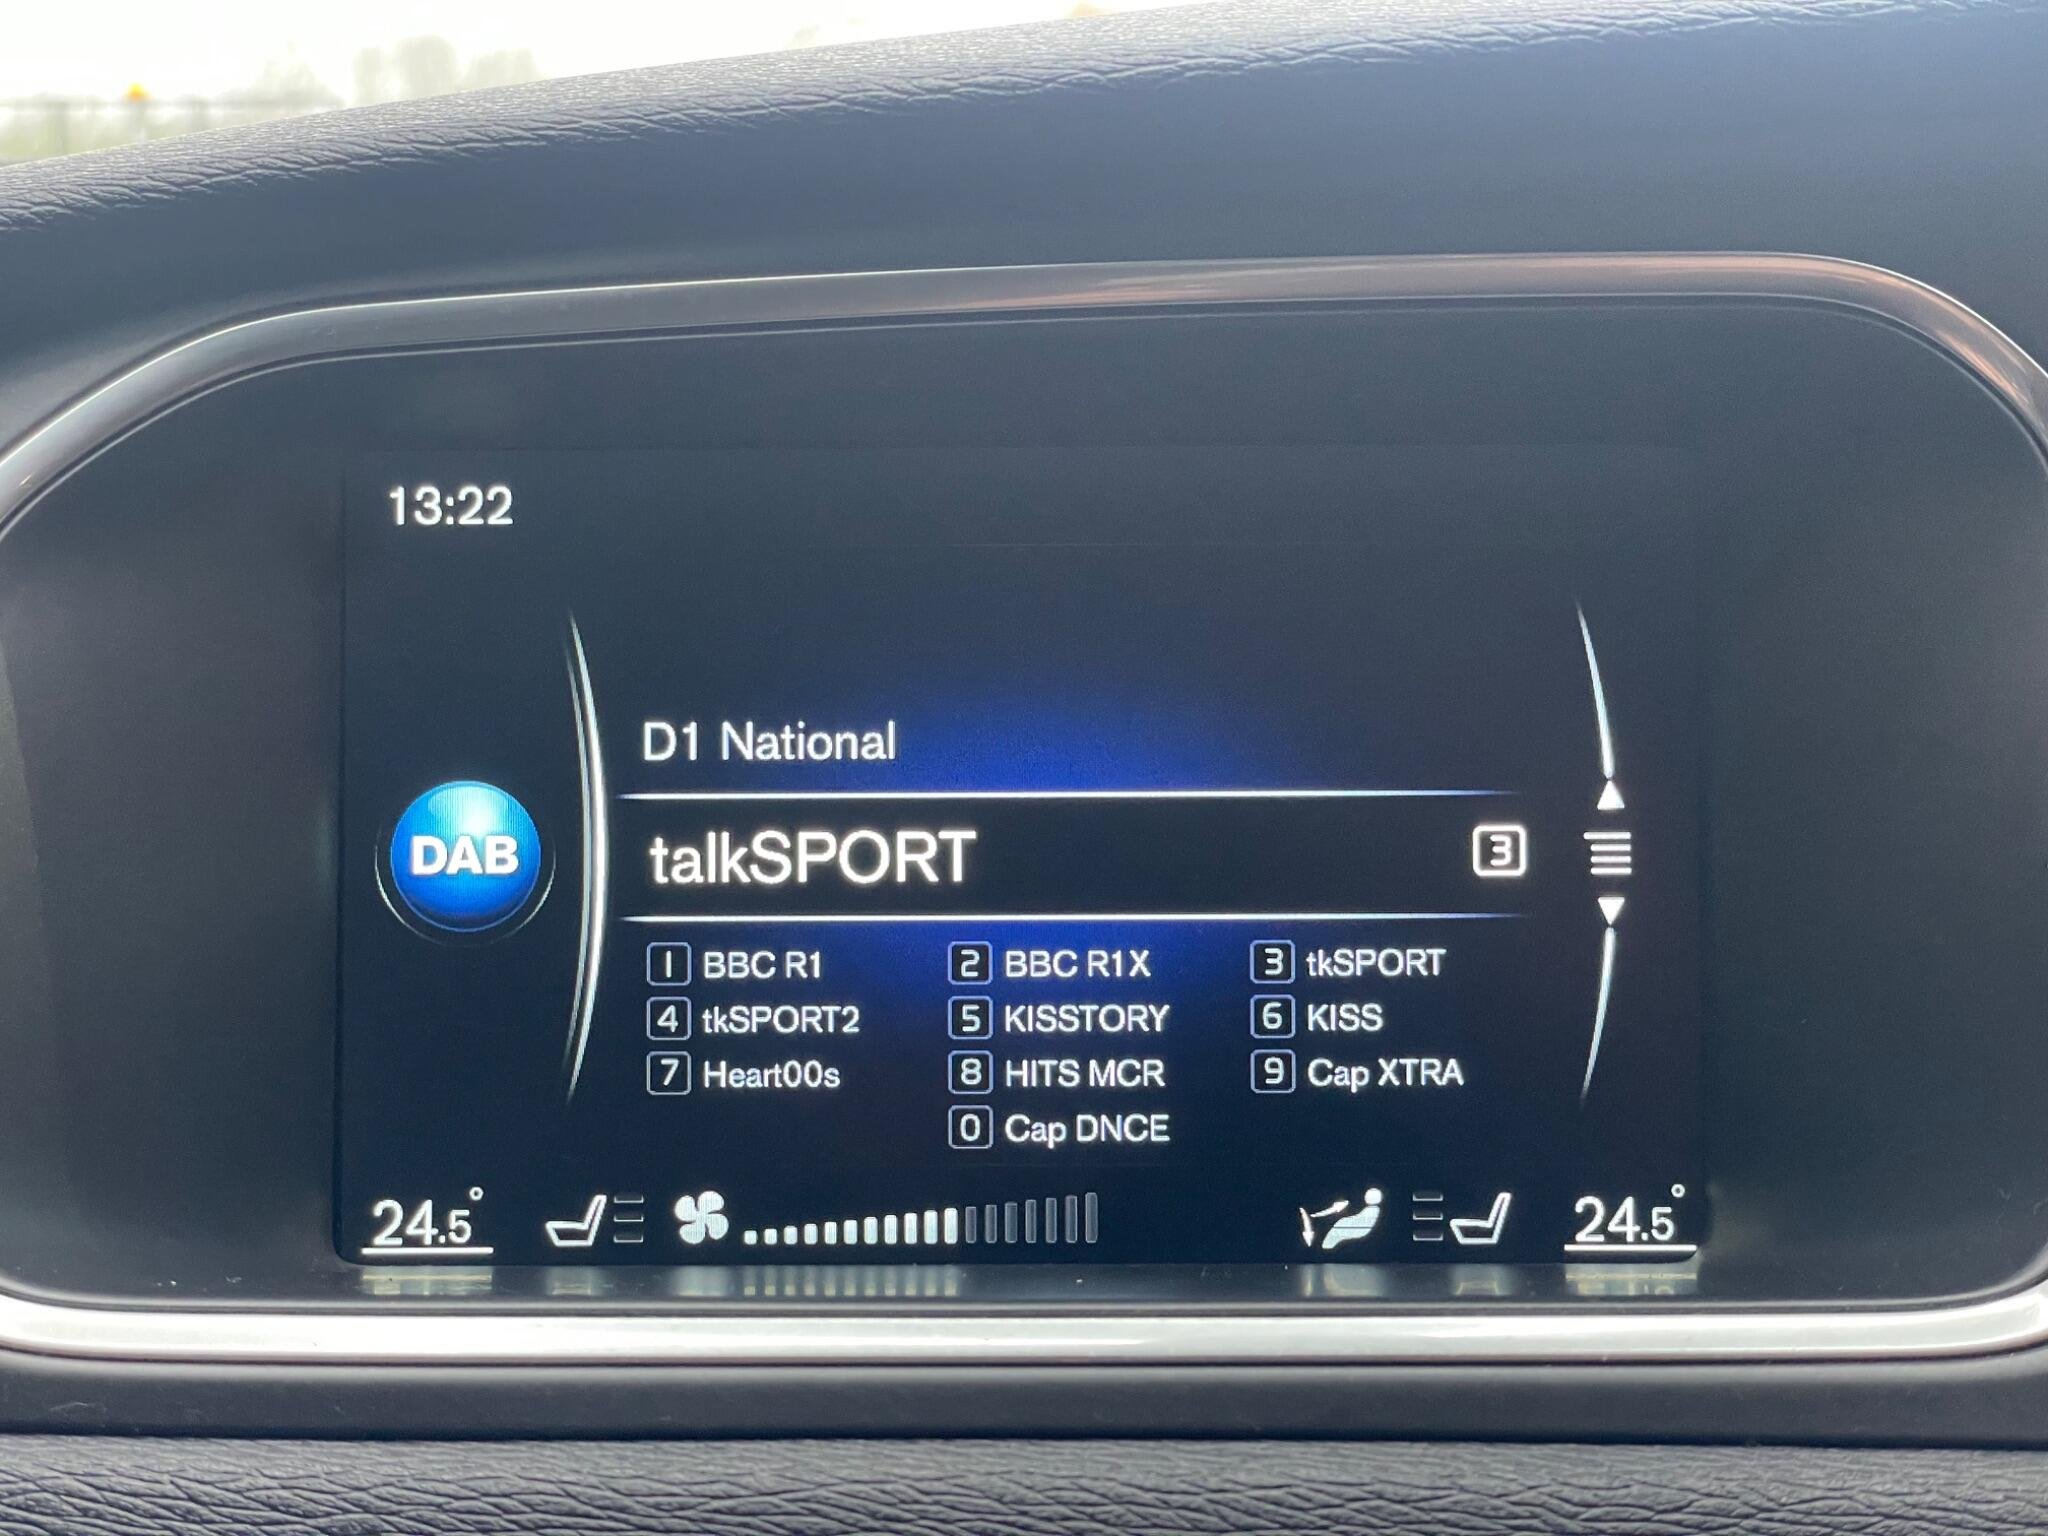 13:22
D1 National
DAB
talkSPORT 3
1 BBC R1 2 BBC R1X 3 tkSPORT
4 tkSPORT2 5 KISSTORY 6 KISS
7 Heart00s 8 HITS MCR 9 Cap XTRA
0 Cap DNCE
24.5° 24.5°